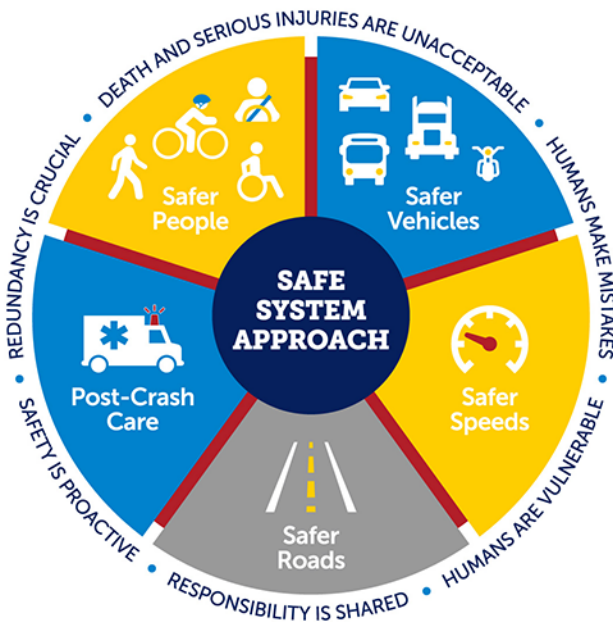 DEATH AND SERIOUS INJURIES ARE UNACCEPTABLE
HUMANS MAKE MISTAKES
HUMANS ARE VULNERABLE
RESPONSIBILITY IS SHARED
SAFETY IS PROACTIVE
REDUNDANCY IS CRUCIAL
Safer
People
Safer
Vehicles
SAFE
SYSTEM
APPROACH
Post-Crash
Care
Safer
Speeds
Safer
Roads